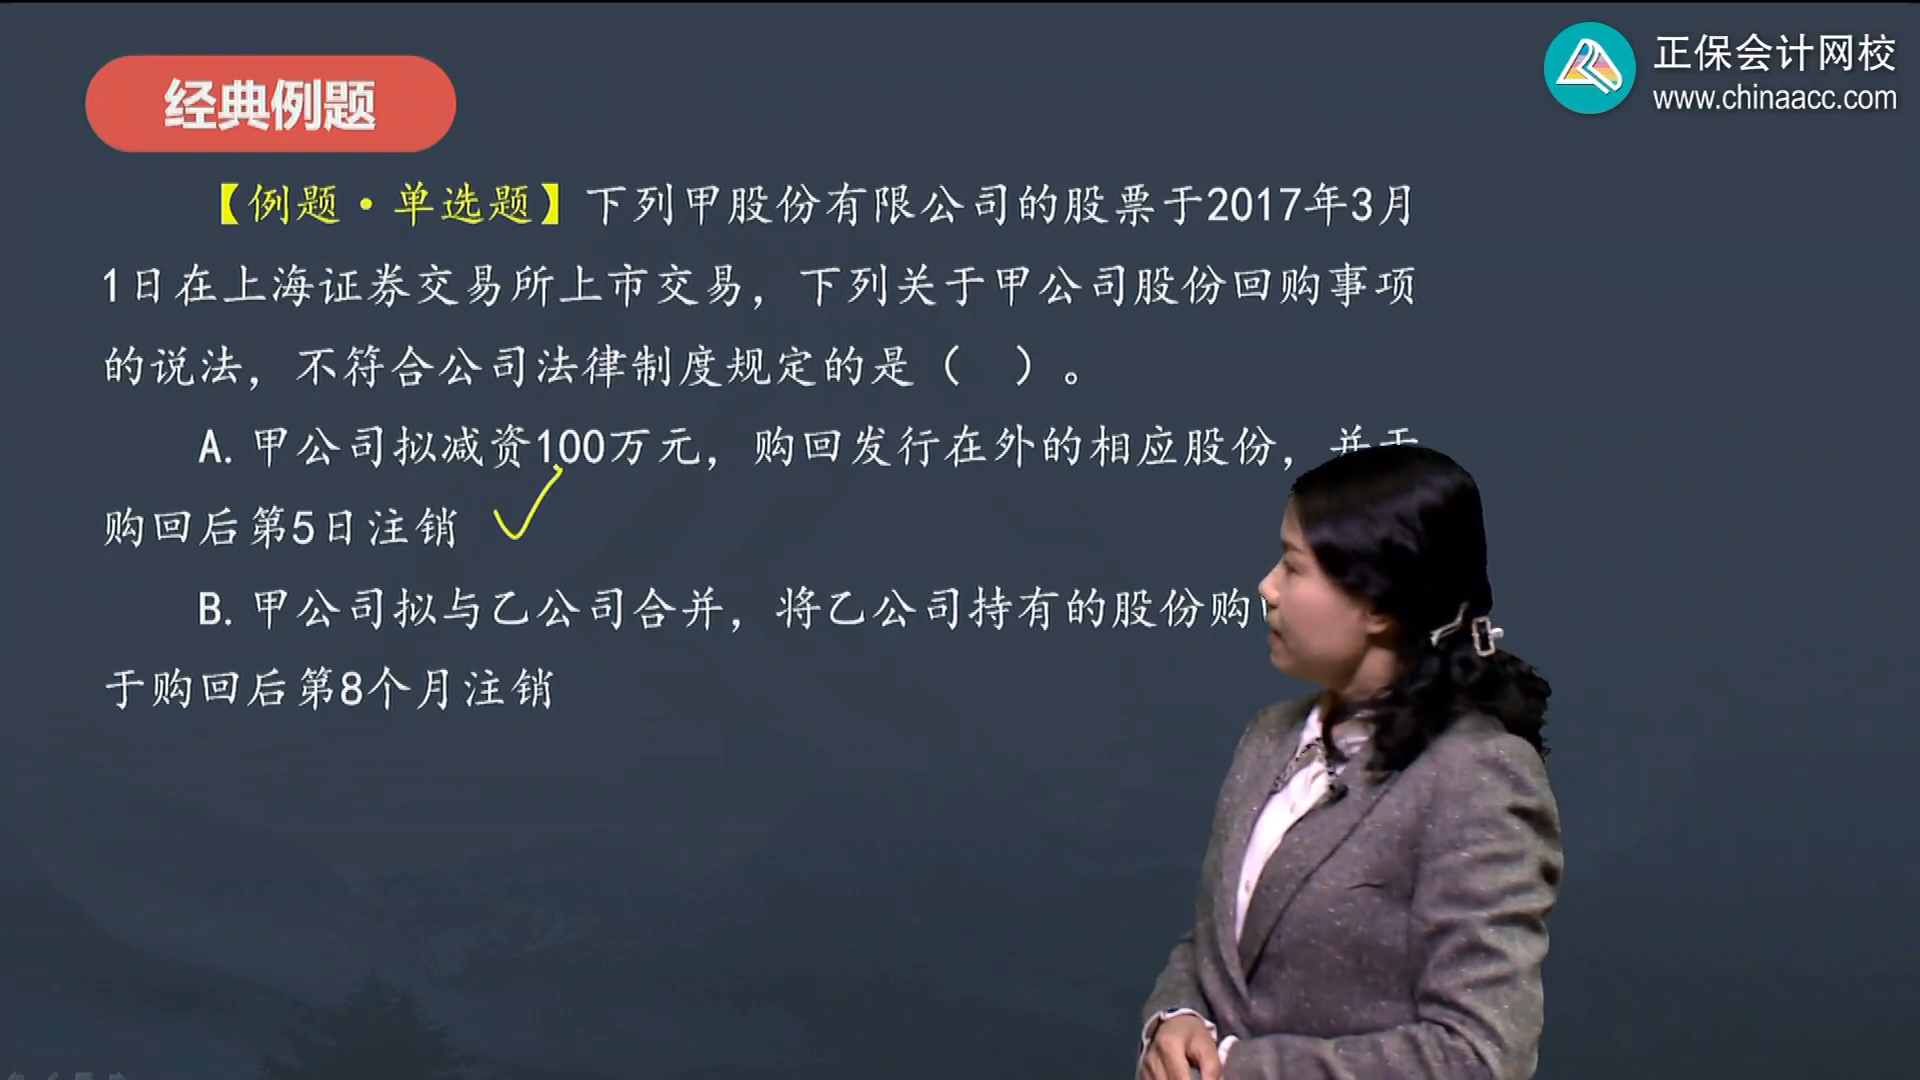 正保会计网校
www.chinaacc.com
经典例题
【例题·单选题】下列甲股份有限公司的股票于2017年3月
1日在上海证券交易所上市交易，下列关于甲公司股份回购事项
的说法，不符合公司法律制度规定的是（ ）。
A. 甲公司拟减资100万元，购回发行在外的相应股份，并于
购回后第5日注销
B. 甲公司拟与乙公司合并，将乙公司持有的股份购
于购回后第8个月注销